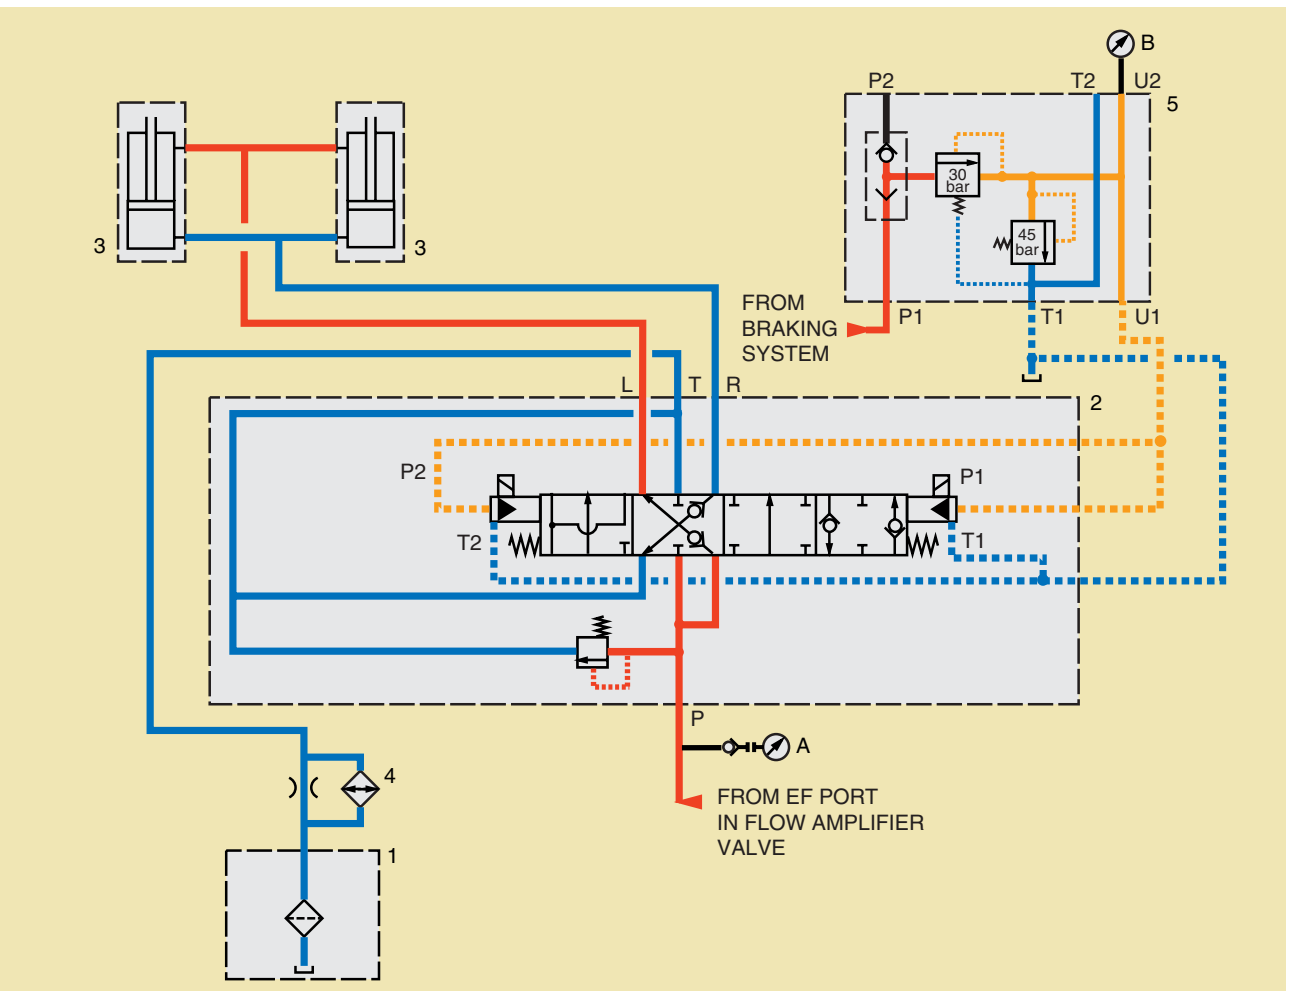 B
P2
T2
U2
5
30
bar
45
bar
3
3
FROM
BRAKING
SYSTEM
P1
T1
U1
L
T
R
2
P2
P1
T2
T1
P
A
4
FROM EF PORT
IN FLOW AMPLIFIER
VALVE
1